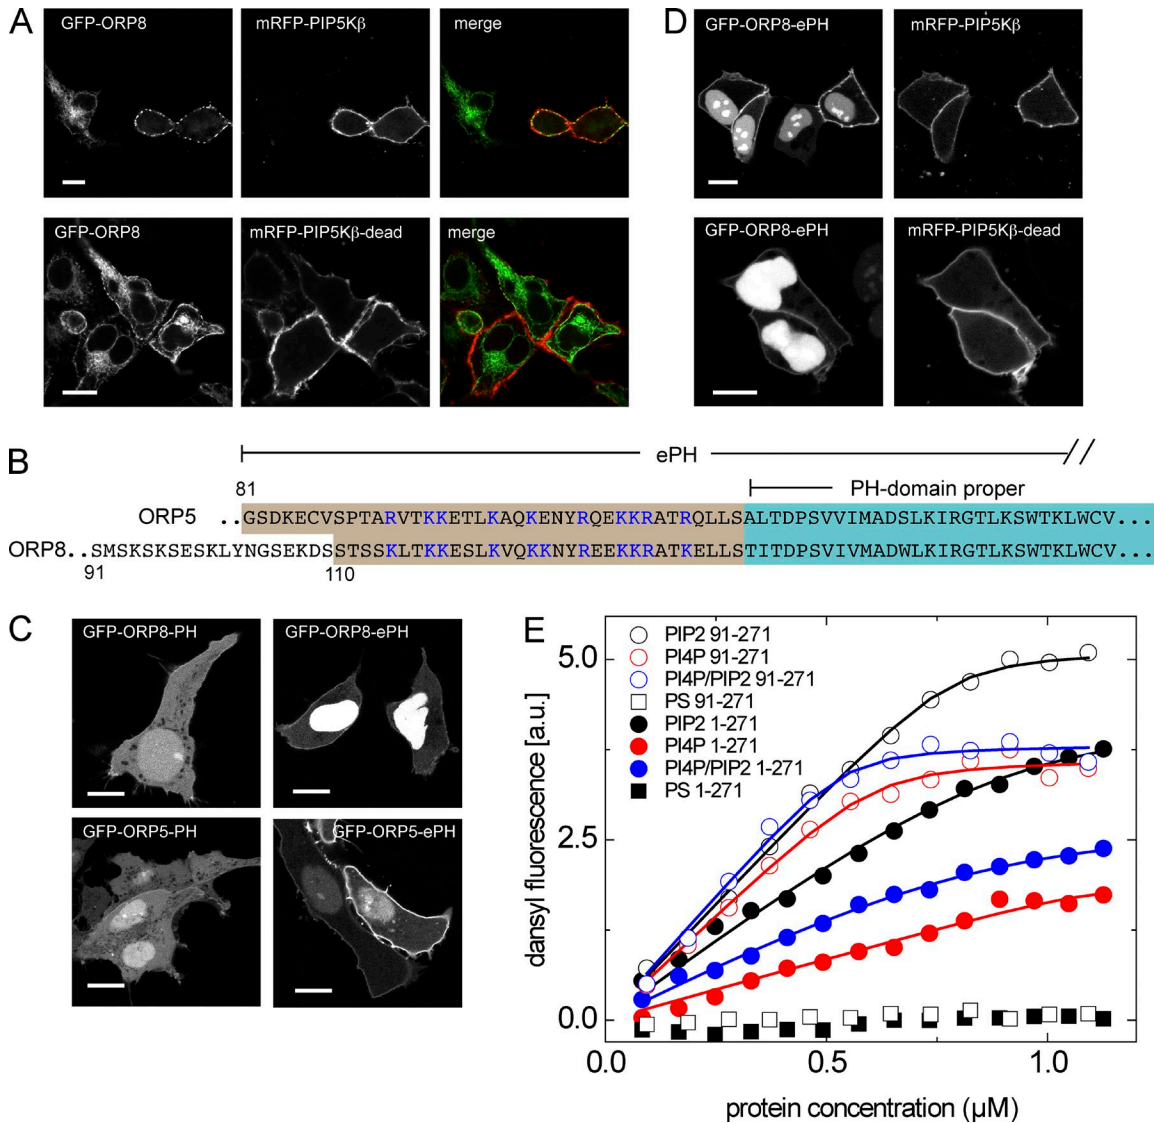 A
GFP-ORP8
mRFP-PIP5Kβ
merge
GFP-ORP8
mRFP-PIP5Kβ-dead
merge
D
GFP-ORP8-ePH
mRFP-PIP5Kβ
GFP-ORP8-ePH
mRFP-PIP5Kβ-dead
B
ePH
81
PH-domain proper
ORP5 ..GSDKECVSPTARVTKKETLKAQKENYRQEKKRATRQLLSALTDPSVVIMADSLKIRGTLKSWTKLWCV...
ORP8..SMSKSKSESKLYNGSEKDSSTSSKLTKKESLKVQKKNYREEKKRATKELLSTITDPSVIVMADWLKIRGTLKSWTKLWCV...
91
110
C
GFP-ORP8-PH
GFP-ORP8-ePH
GFP-ORP5-PH
GFP-ORP5-ePH
E
PIP2 91-271
PI4P 91-271
PI4P/PIP2 91-271
PS 91-271
PIP2 1-271
PI4P 1-271
PI4P/PIP2 1-271
PS 1-271
dansyl fluorescence [a.u.]
5.0
2.5
0.0
0.0
0.5
1.0
protein concentration (µM)